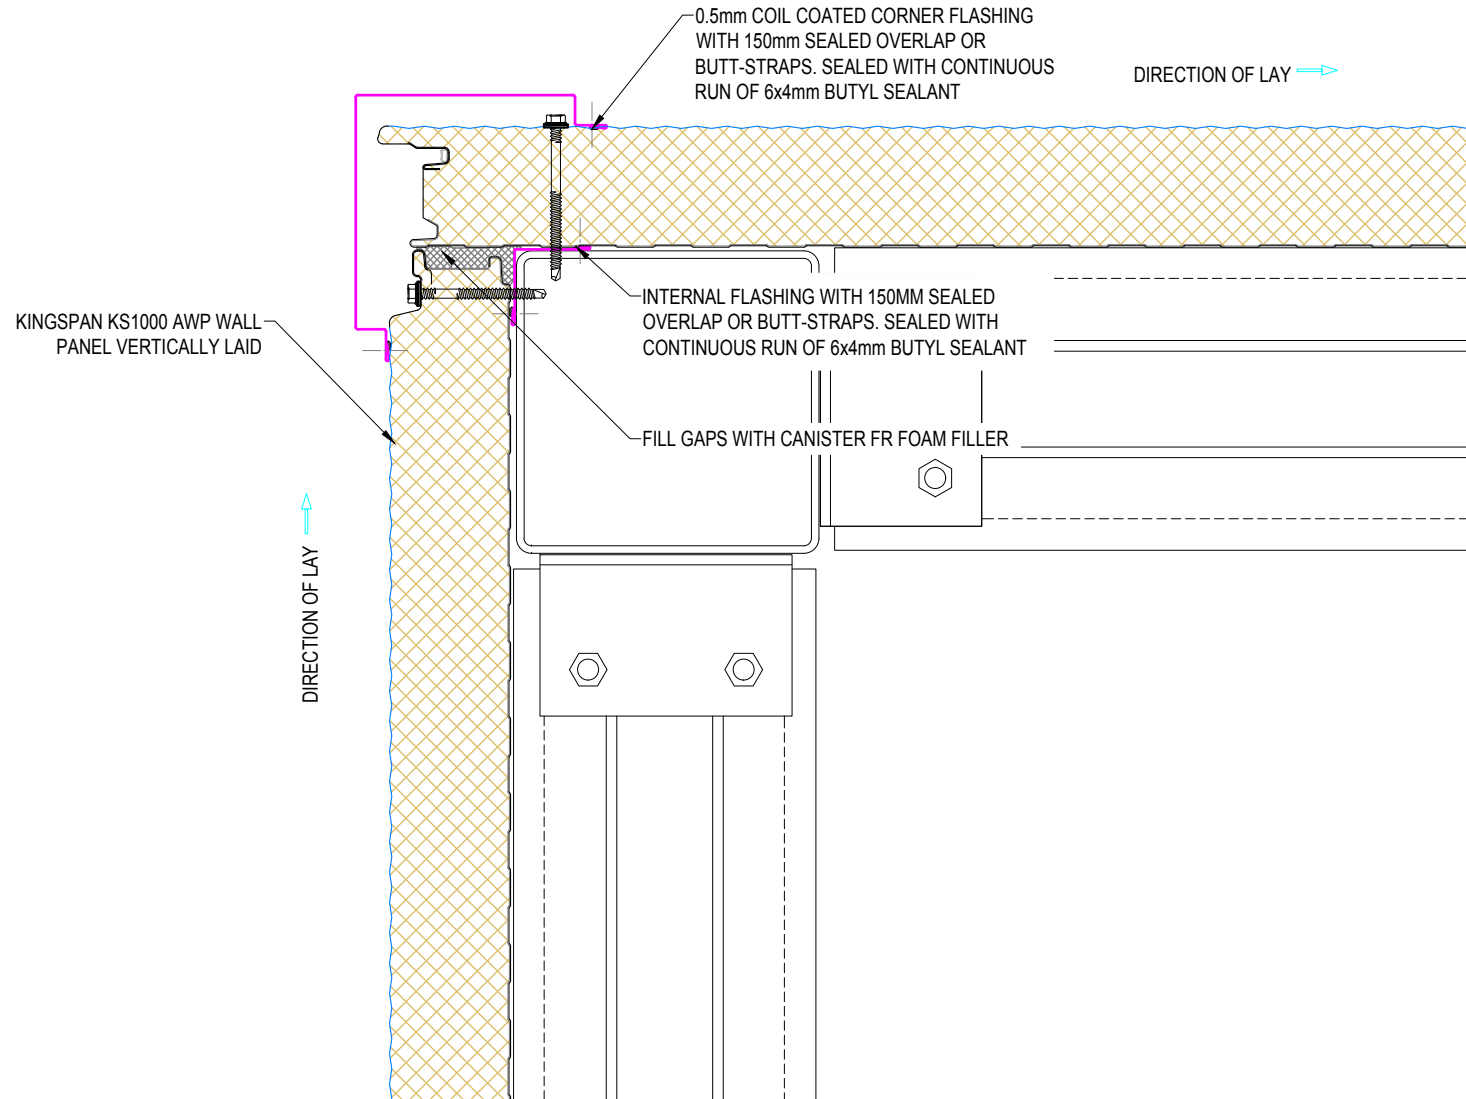 0.5mm COIL COATED CORNER FLASHING
WITH 150mm SEALED OVERLAP OR
BUTT-STRAPS. SEALED WITH CONTINUOUS
RUN OF 6x4mm BUTYL SEALANT
DIRECTION OF LAY
INTERNAL FLASHING WITH 150MM SEALED
OVERLAP OR BUTT-STRAPS. SEALED WITH
CONTINUOUS RUN OF 6x4mm BUTYL SEALANT
KINGSPAN KS1000 AWP WALL
PANEL VERTICALLY LAID
FILL GAPS WITH CANISTER FR FOAM FILLER
DIRECTION OF LAY